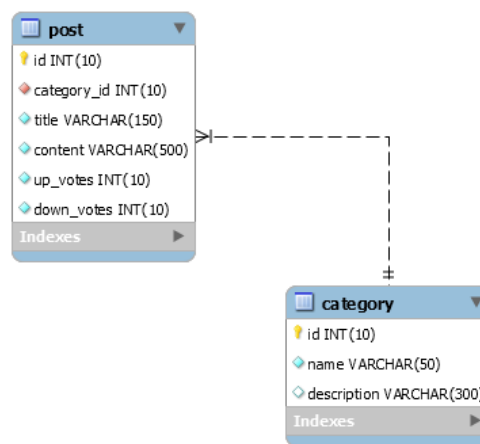 post
id INT(10)
category_id INT(10)
title VARCHAR(150)
content VARCHAR(500)
up_votes INT(10)
down_votes INT(10)
Indexes
category
id INT(10)
name VARCHAR(50)
description VARCHAR(300)
Indexes